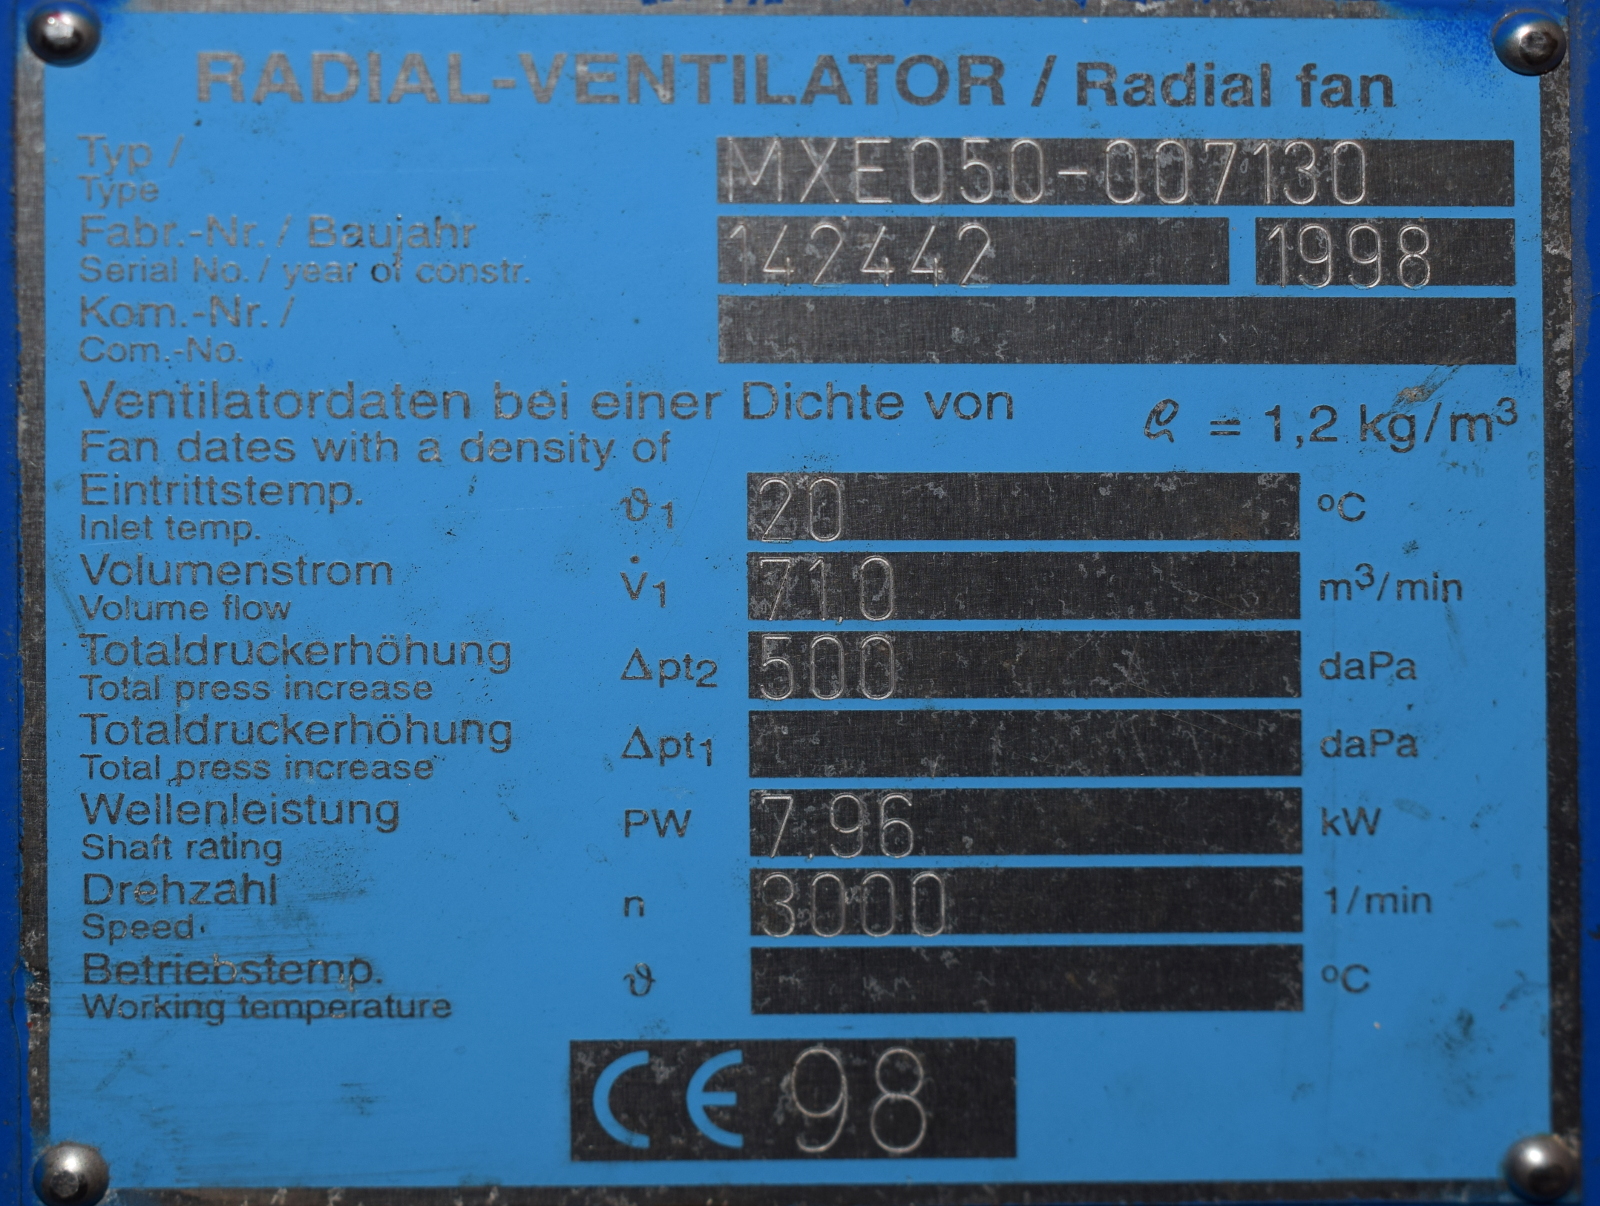 RADIAL-VENTILATOR / Radial fan
Typ / MXE050-007130
Type
Fabr.-Nr. / Baujahr 142442 1998
Serial No. / year of constr.
Kom.-Nr. /
Com.-No.
Ventilatordaten bei einer Dichte von ϱ = 1,2 kg/m³
Fan dates with a density of
Eintrittstemp. ϑ₁ 20 °C
Inlet temp.
Volumenstrom V̇₁ 71,0 m³/min
Volume flow
Totaldruckerhöhung Δpt₂ 500 daPa
Total press increase
Totaldruckerhöhung Δpt₁ daPa
Total press increase
Wellenleistung PW 7,96 kW
Shaft rating
Drehzahl n 3000 1/min
Speed
Betriebstemp. ϑ °C
Working temperature
CE 98